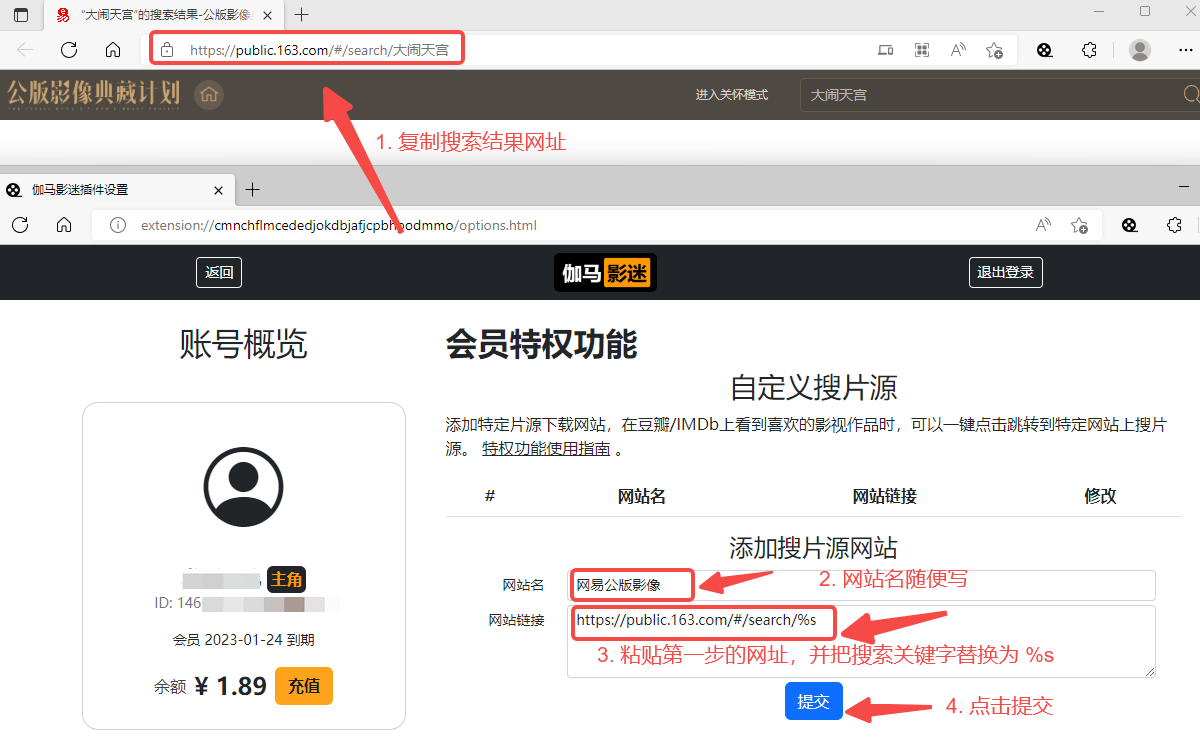 "大闹天宫"的搜索结果-公版影像
https://public.163.com/#/search/大闹天宫
公版影像典藏计划
进入关怀模式
大闹天宫
1. 复制搜索结果网址
伽马影迷插件设置
extension://cmnchflmcededjokdbjafjcpbhpodmmo/options.html
返回
伽马影迷
退出登录
账号概览
会员特权功能
自定义搜片源
添加特定片源下载网站，在豆瓣/IMDb上看到喜欢的影视作品时，可以一键点击跳转到特定网站上搜片
源。 特权功能使用指南 。
# 网站名 网站链接 修改
添加搜片源网站
网站名 网易公版影像
2. 网站名随便写
网站链接 https://public.163.com/#/search/%s
3. 粘贴第一步的网址，并把搜索关键字替换为 %s
提交
4. 点击提交
主角
ID: 146
会员 2023-01-24 到期
余额 ¥ 1.89 充值